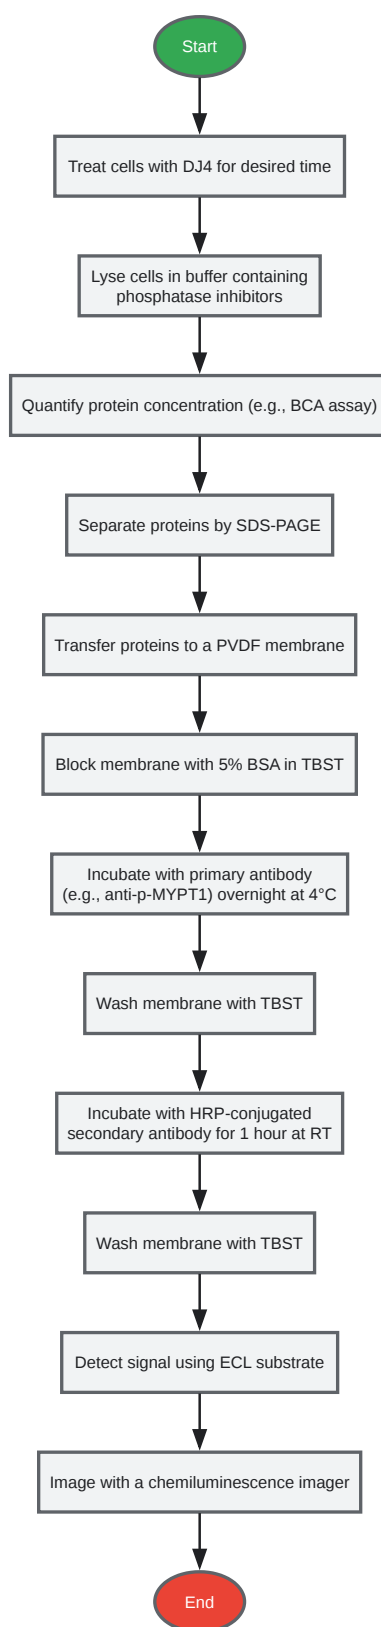 Start
Treat cells with DJ4 for desired time
Lyse cells in buffer containing
phosphatase inhibitors
Quantify protein concentration (e.g., BCA assay)
Separate proteins by SDS-PAGE
Transfer proteins to a PVDF membrane
Block membrane with 5% BSA in TBST
Incubate with primary antibody
(e.g., anti-p-MYPT1) overnight at 4°C
Wash membrane with TBST
Incubate with HRP-conjugated
secondary antibody for 1 hour at RT
Wash membrane with TBST
Detect signal using ECL substrate
Image with a chemiluminescence imager
End